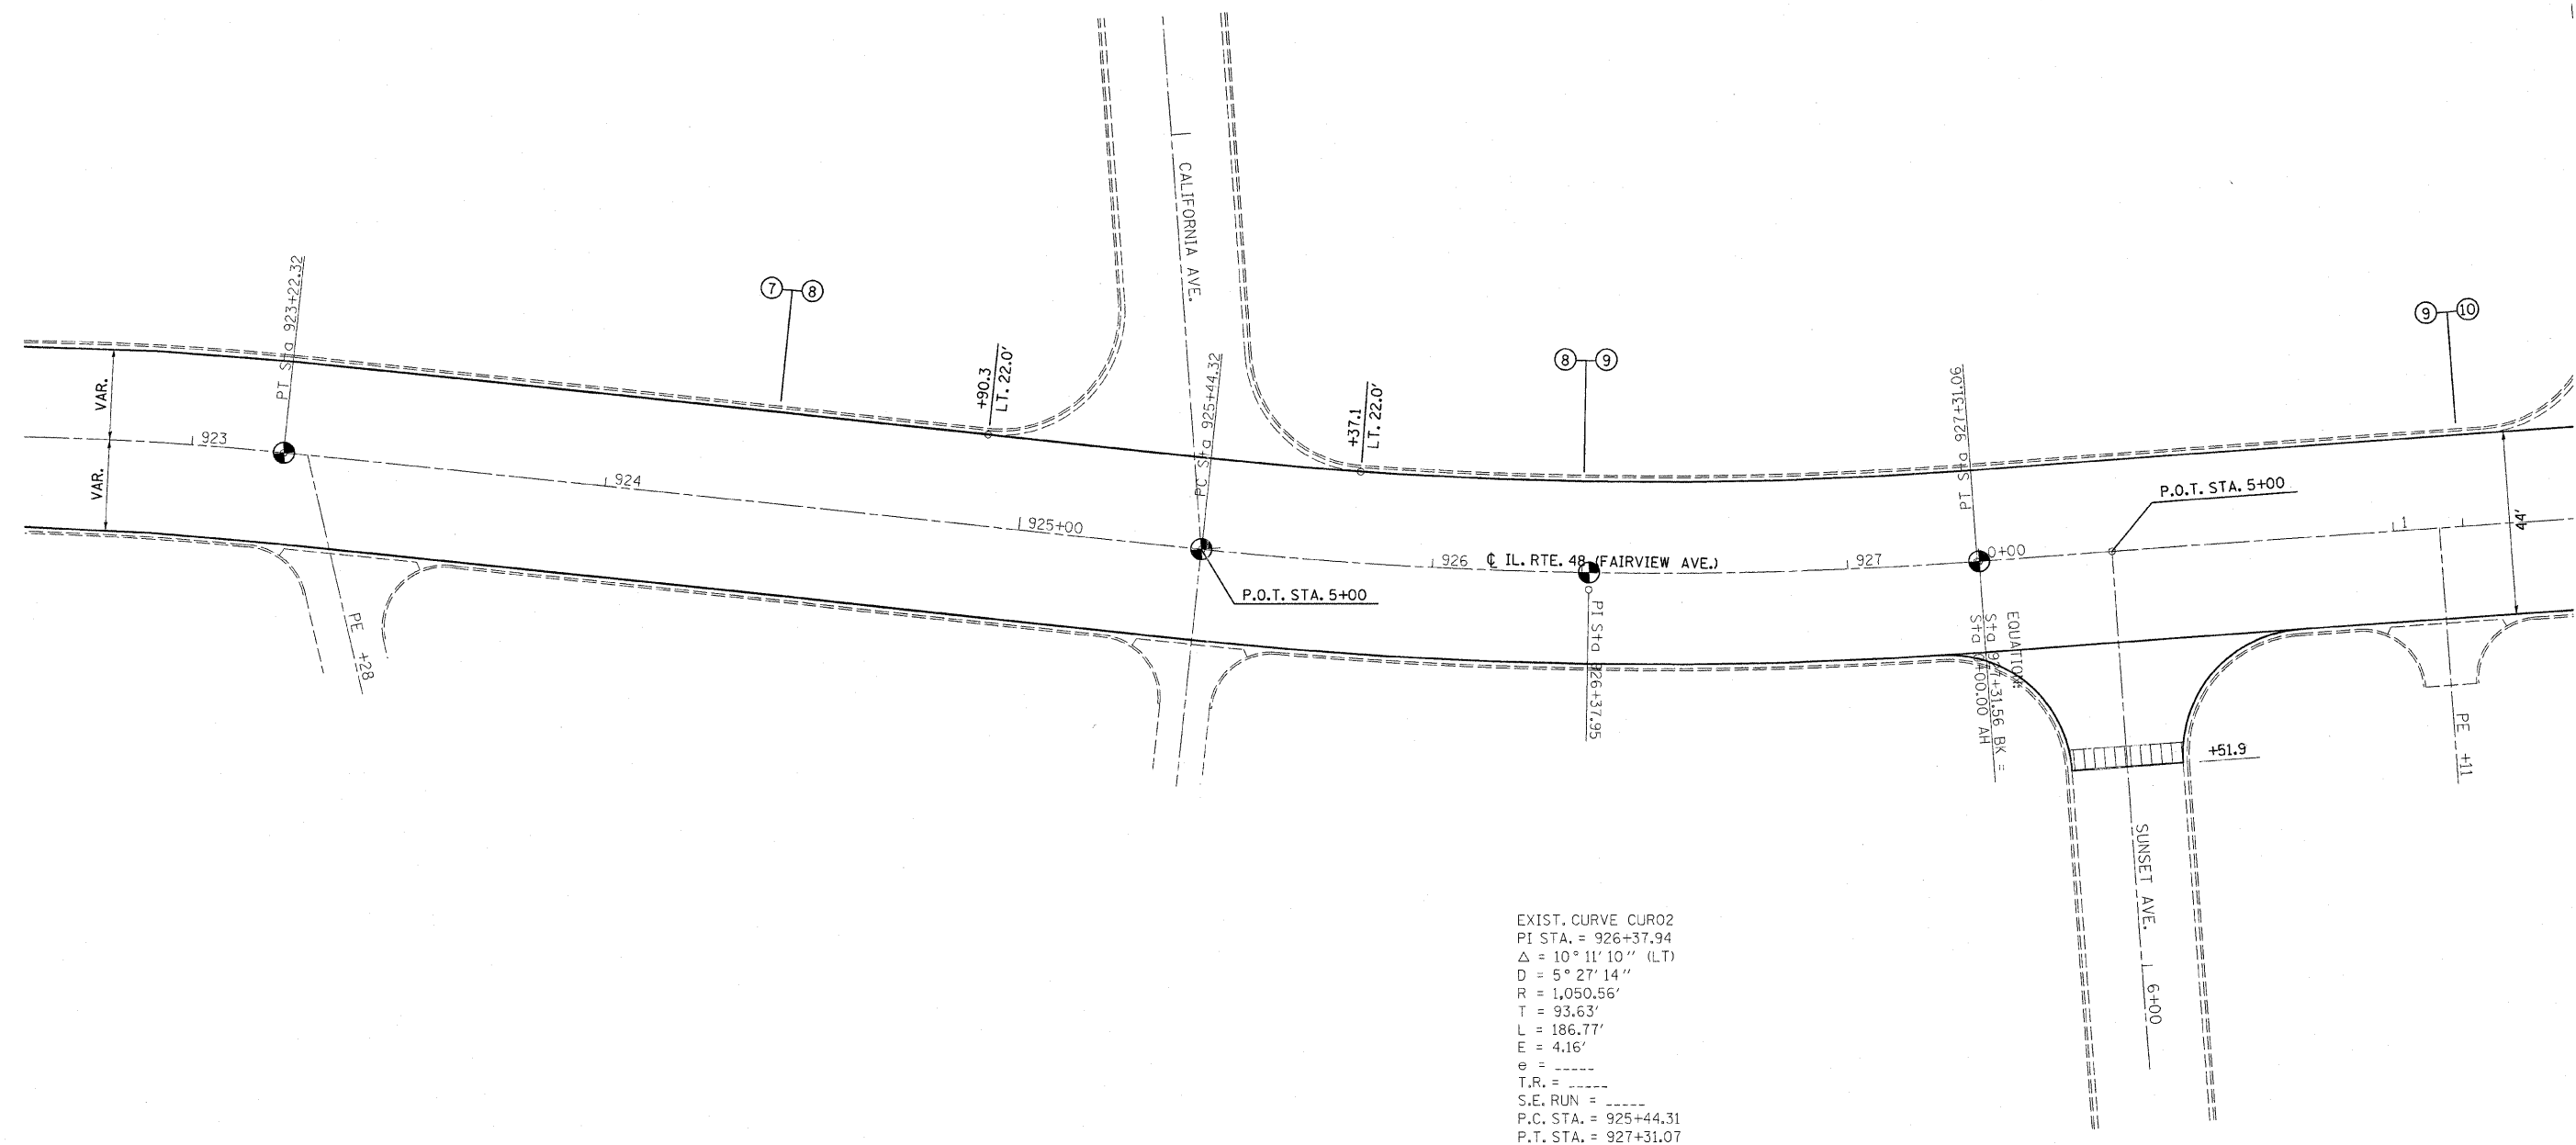 CALIFORNIA AVE.
PT Sta 923+22.32
7
8
+90.3
LT. 22.0'
PC Sta 925+44.32
+37.1
LT. 22.0'
8
9
PT Sta 927+31.06
9
10
VAR.
VAR.
923
924
925+00
926
℄ IL. RTE. 48 (FAIRVIEW AVE.)
927
0+00
P.O.T. STA. 5+00
1
44'
P.O.T. STA. 5+00
PE +28
PI Sta 926+37.95
EQUATION:
Sta 927+31.56 BK =
Sta 0+00.00 AH
+51.9
PE +11
SUNSET AVE.
6+00
EXIST. CURVE CUR02
PI STA. = 926+37.94
Δ = 10° 11' 10" (LT)
D = 5° 27' 14"
R = 1,050.56'
T = 93.63'
L = 186.77'
E = 4.16'
e = _____
T.R. = _____
S.E. RUN = _____
P.C. STA. = 925+44.31
P.T. STA. = 927+31.07